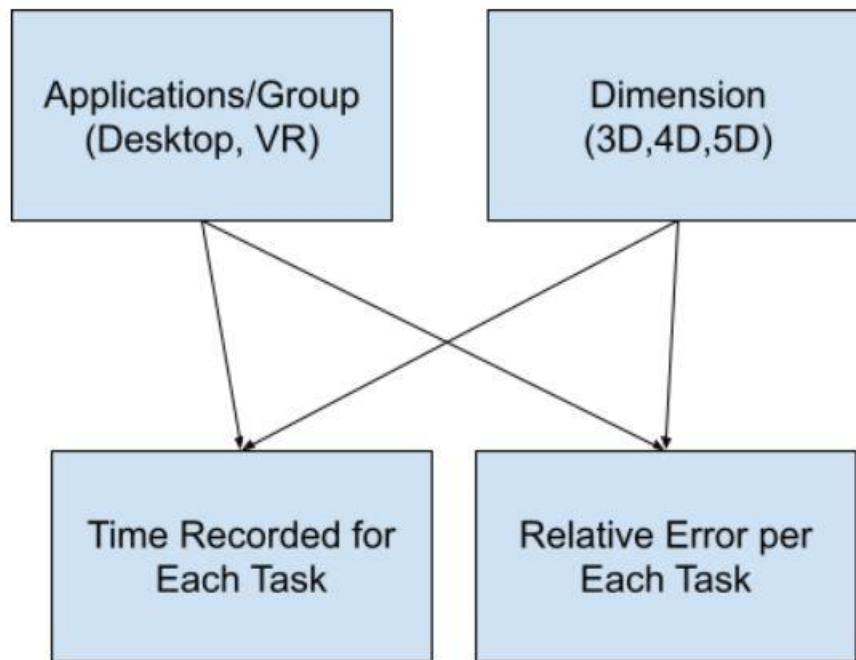 Applications/Group
(Desktop, VR)
Dimension
(3D,4D,5D)
Time Recorded for
Each Task
Relative Error per
Each Task